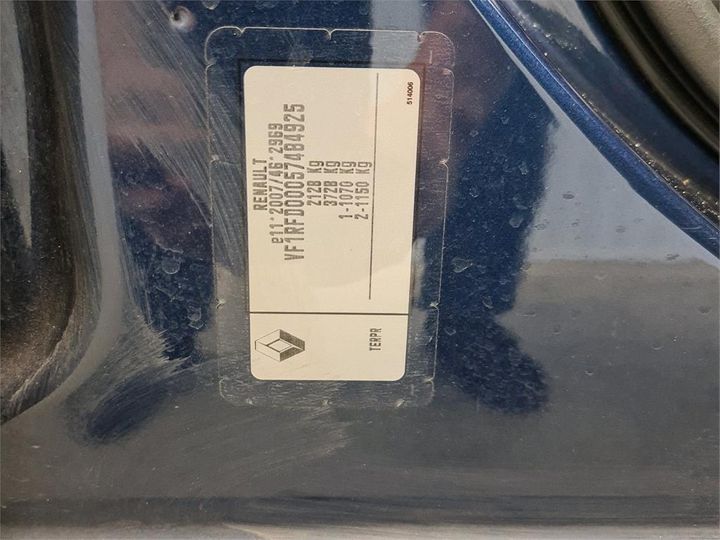 RENAULT
e11*2007/46*2969
VF1RFD00057484925
2128 Kg
3728 Kg
1-1070 Kg
2-1150 Kg
TERPR
514006